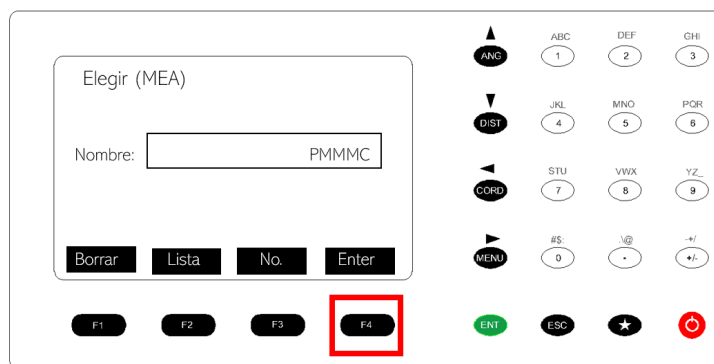 Elegir (MEA)
Nombre: PMMMC
Borrar Lista No. Enter
F1 F2 F3 F4
ANG ABC 1 DEF 2 GHI 3
DIST JKL 4 MNO 5 PQR 6
CORD STU 7 VWX 8 YZ_ 9
MENU #$: 0 .\@ - -+/ +/-
ENT ESC